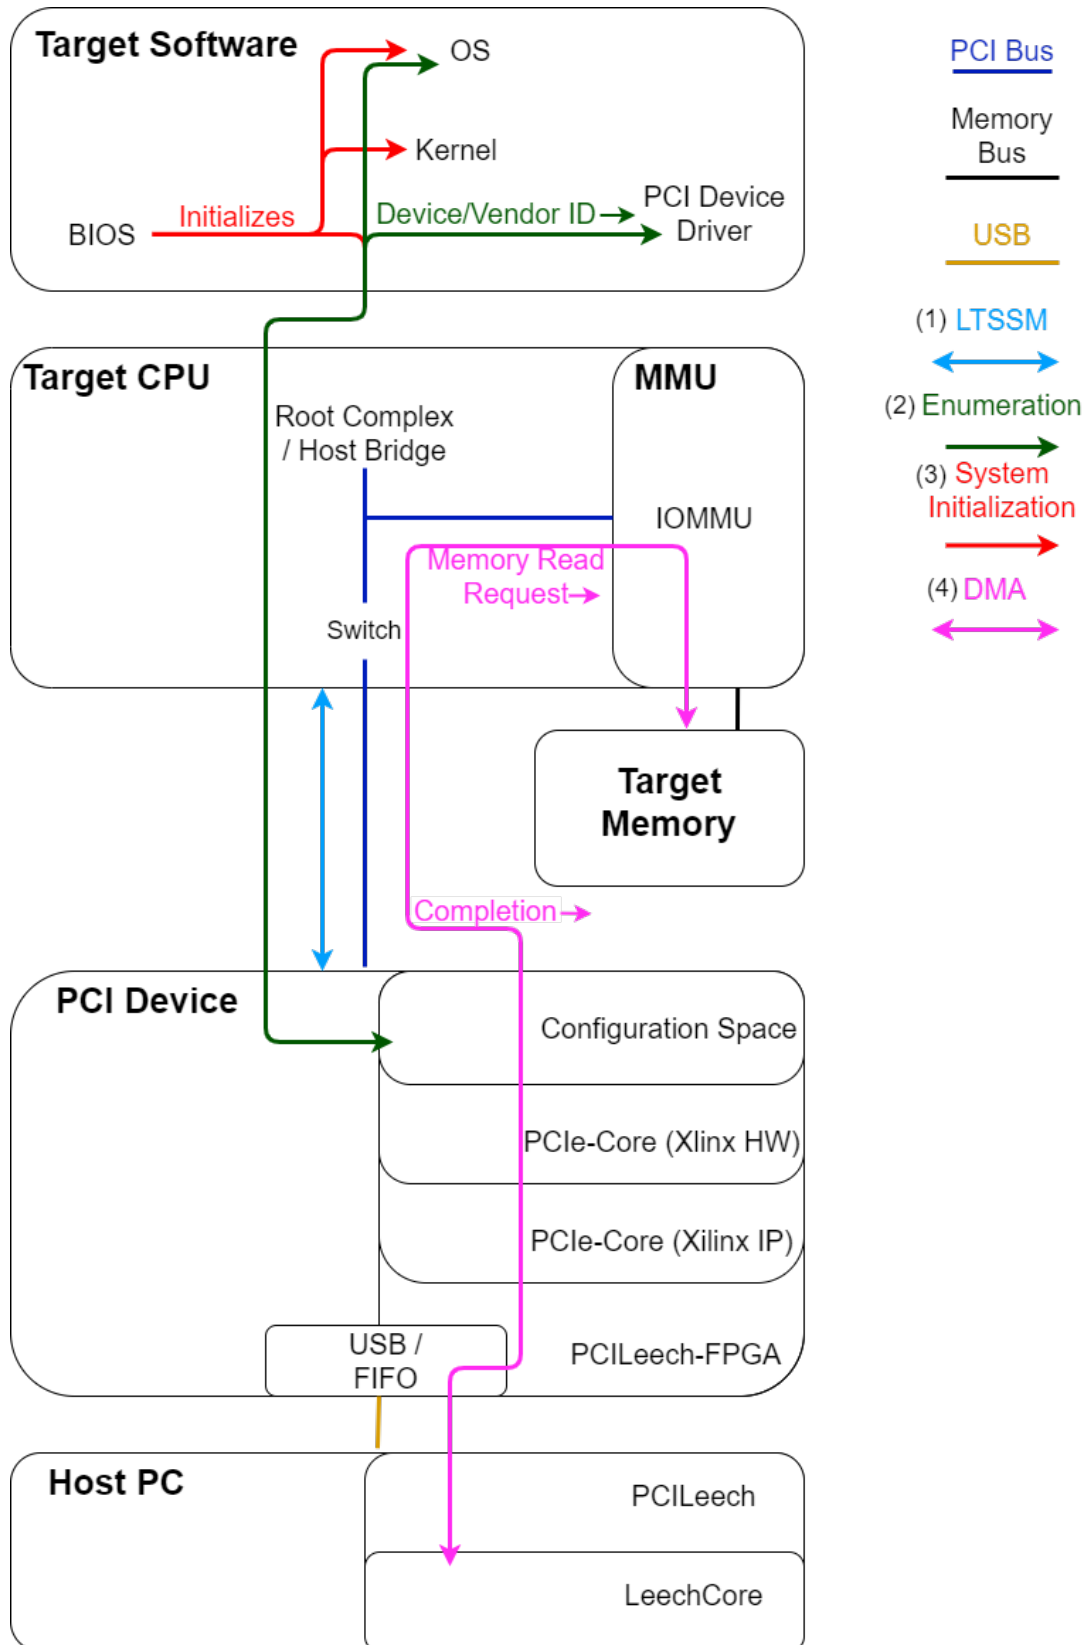 Target Software
OS
Kernel
Initializes
Device/Vendor ID
PCI Device
Driver
BIOS
PCI Bus
Memory
Bus
USB
(1) LTSSM
(2) Enumeration
(3) System
Initialization
(4) DMA
Target CPU
MMU
Root Complex
/ Host Bridge
IOMMU
Memory Read
Request
Switch
Target
Memory
Completion
PCI Device
Configuration Space
PCIe-Core (Xlinx HW)
PCIe-Core (Xilinx IP)
USB /
FIFO
PCILeech-FPGA
Host PC
PCILeech
LeechCore